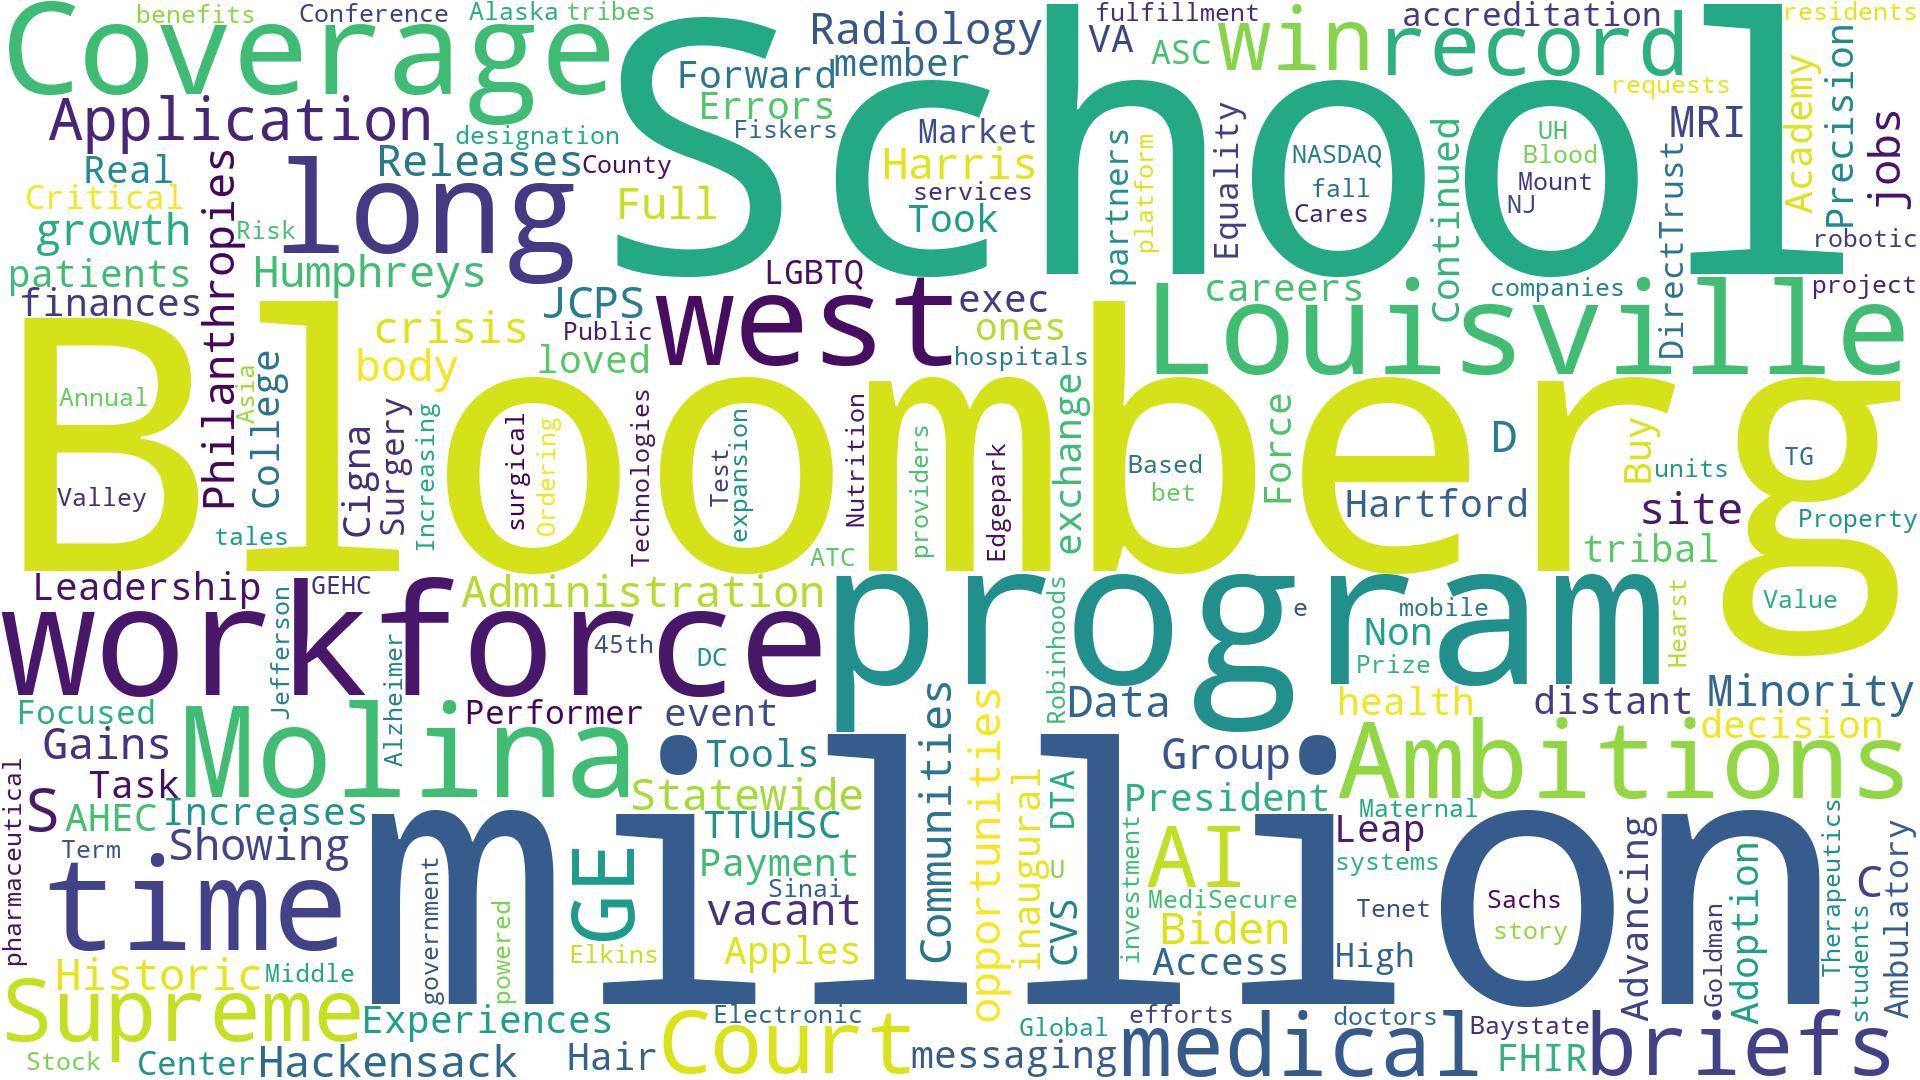 benefits
Conference
Alaska
tribes
Radiology
fulfillment
VA
ASC
win
accreditation
record
residents
Coverage
School
Forward
member
Errors
Fiskers
requests
MRI
Academy
Precision
jobs
Application
designation
Market
Harris
services
Took
partners
platform
Equality
NASDAQ
fall
Cares
Continued
UH
Blood
Mount
NJ
DirectTrust
robotic
Real
Critical
growth
Risk
patients
finances
Philanthropies
long
Releases
County
Full
Humphreys
LGBTQ
JCPS
Public
west
exec
ones
hospitals
careers
companies
project
Louisville
crisis
body
loved
College
Asia
Annual
Valley
tales
Bloomberg
Cigna
Surgery
Increasing
surgical
Ordering
Technologies
Test
expansion
ATC
Nutrition
providers
Edgepark
exchange
Based
bet
Force
D
Hartford
Buy
units
site
tribal
TG
Property
Value
Leadership
GEHC
Administration
workforce
Jefferson
Alzheimer
45th
DC
program
e
Robinhoods
mobile
Non
Prize
Hearst
Minority
Focused
Gains
Task
Molina
Performer
event
Tools
Data
health
distant
decision
Group
Ambitions
Communities
opportunities
inaugural
DTA
President
Maternal
pharmaceutical
S
AHEC
Increases
Statewide
TTUHSC
Term
Showing
Payment
Sinai
vacant
GE
U
AI
Leap
systems
investment
MediSecure
Tenet
Sachs
story
Advancing
Adoption
Therapeutics
C
Ambulatory
time
million
government
powered
Elkins
Apples
CVS
Biden
Access
High
Goldman
students
Historic
Middle
Supreme
Experiences
Electronic
Court
Global
efforts
doctors
Baystate
briefs
Stock
Center
Hackensack
Hair
messaging
medical
FHIR